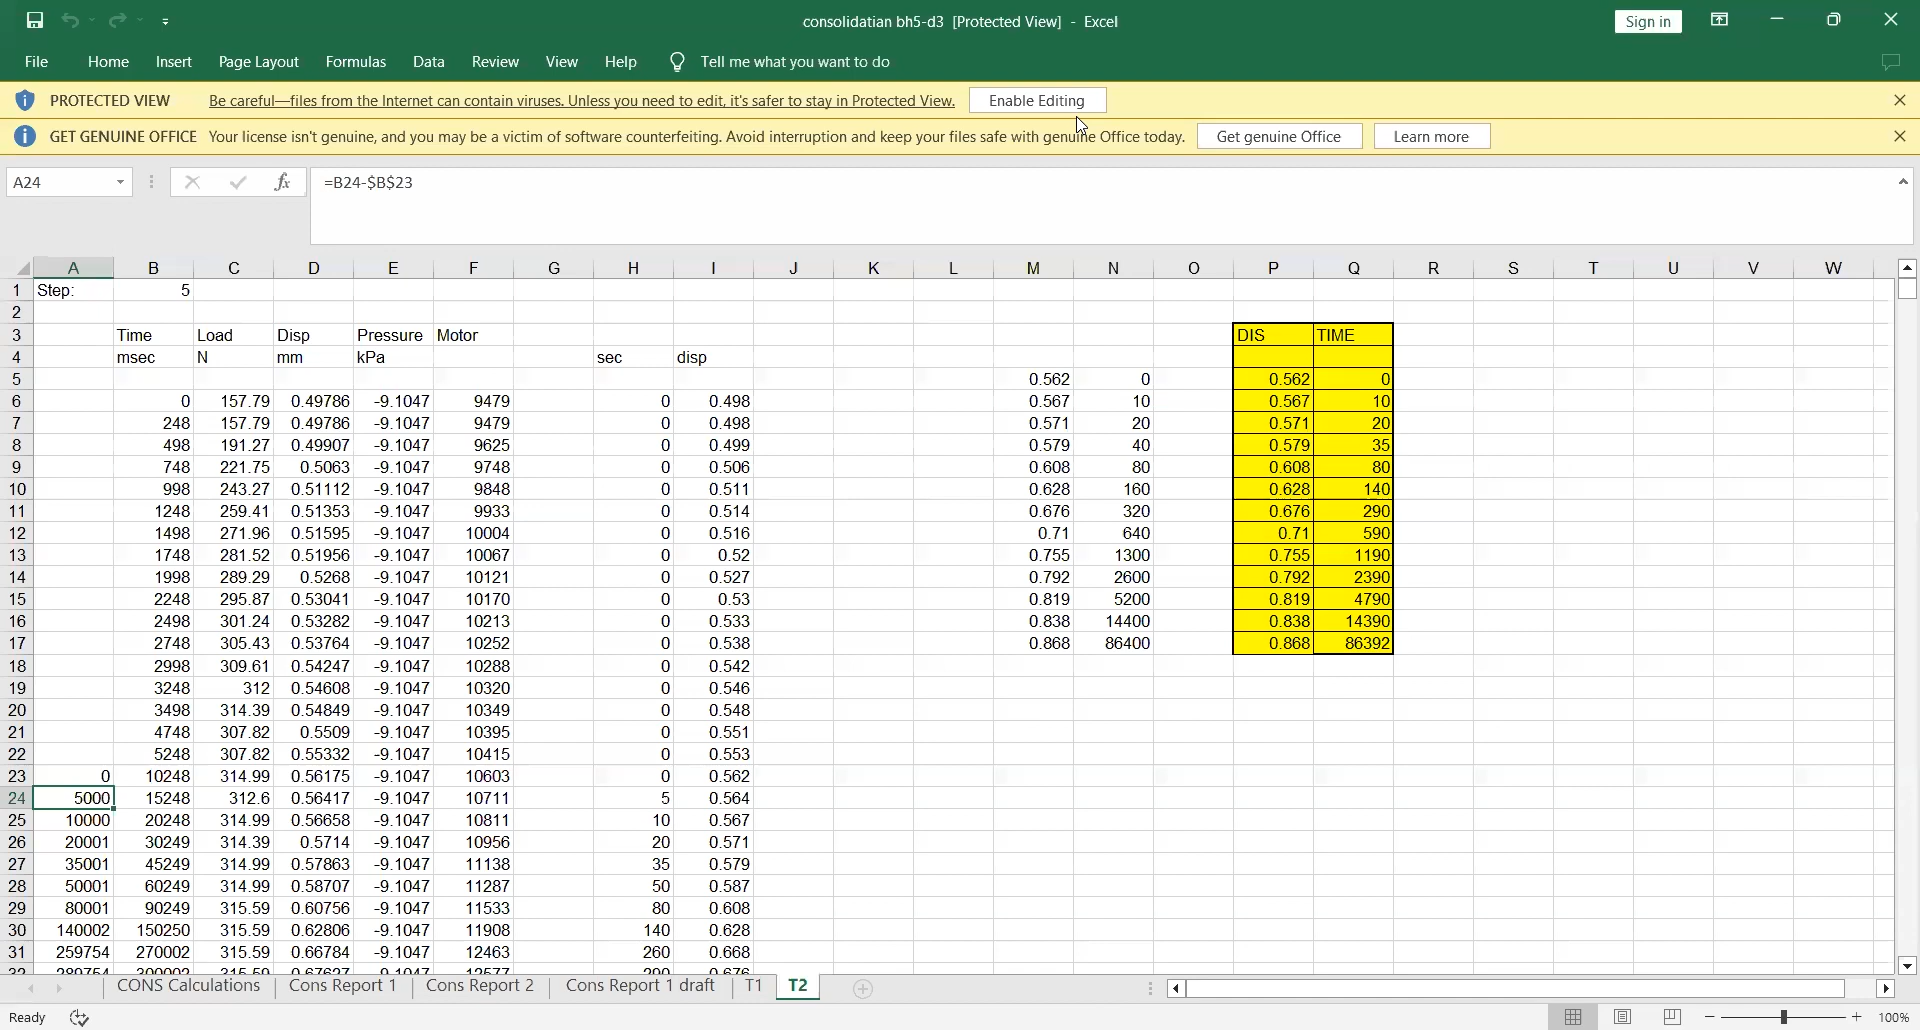 consolidatian bh5-d3 [Protected View] - Excel
Sign in
File Home Insert Page Layout Formulas Data Review View Help Tell me what you want to do
PROTECTED VIEW Be careful—files from the Internet can contain viruses. Unless you need to edit, it's safer to stay in Protected View. Enable Editing
GET GENUINE OFFICE Your license isn't genuine, and you may be a victim of software counterfeiting. Avoid interruption and keep your files safe with genuine Office today. Get genuine Office Learn more
A24 fx =B24-$B$23
A B C D E F G H I J K L M N O P Q R S T U V W
1 Step: 5
2
3 Time Load Disp Pressure Motor DIS TIME
4 msec N mm kPa sec disp
5 0.562 0 0.562 0
6 0 157.79 0.49786 -9.1047 9479 0 0.498 0.567 10 0.567 10
7 248 157.79 0.49786 -9.1047 9479 0 0.498 0.571 20 0.571 20
8 498 191.27 0.49907 -9.1047 9625 0 0.499 0.579 40 0.579 35
9 748 221.75 0.5063 -9.1047 9748 0 0.506 0.608 80 0.608 80
10 998 243.27 0.51112 -9.1047 9848 0 0.511 0.628 160 0.628 140
11 1248 259.41 0.51353 -9.1047 9933 0 0.514 0.676 320 0.676 290
12 1498 271.96 0.51595 -9.1047 10004 0 0.516 0.71 640 0.71 590
13 1748 281.52 0.51956 -9.1047 10067 0 0.52 0.755 1300 0.755 1190
14 1998 289.29 0.5268 -9.1047 10121 0 0.527 0.792 2600 0.792 2390
15 2248 295.87 0.53041 -9.1047 10170 0 0.53 0.819 5200 0.819 4790
16 2498 301.24 0.53282 -9.1047 10213 0 0.533 0.838 14400 0.838 14390
17 2748 305.43 0.53764 -9.1047 10252 0 0.538 0.868 86400 0.868 86392
18 2998 309.61 0.54247 -9.1047 10288 0 0.542
19 3248 312 0.54608 -9.1047 10320 0 0.546
20 3498 314.39 0.54849 -9.1047 10349 0 0.548
21 4748 307.82 0.5509 -9.1047 10395 0 0.551
22 5248 307.82 0.55332 -9.1047 10415 0 0.553
23 0 10248 314.99 0.56175 -9.1047 10603 0 0.562
24 5000 15248 312.6 0.56417 -9.1047 10711 5 0.564
25 10000 20248 314.99 0.56658 -9.1047 10811 10 0.567
26 20001 30249 314.39 0.5714 -9.1047 10956 20 0.571
27 35001 45249 314.99 0.57863 -9.1047 11138 35 0.579
28 50001 60249 314.99 0.58707 -9.1047 11287 50 0.587
29 80001 90249 315.59 0.60756 -9.1047 11533 80 0.608
30 140002 150250 315.59 0.62806 -9.1047 11908 140 0.628
31 259754 270002 315.59 0.66784 -9.1047 12463 260 0.668
32 289754 300002 315.59 0.67627 -9.1047 12577 290 0.676
CONS Calculations Cons Report 1 Cons Report 2 Cons Report 1 draft T1 T2
Ready 100%